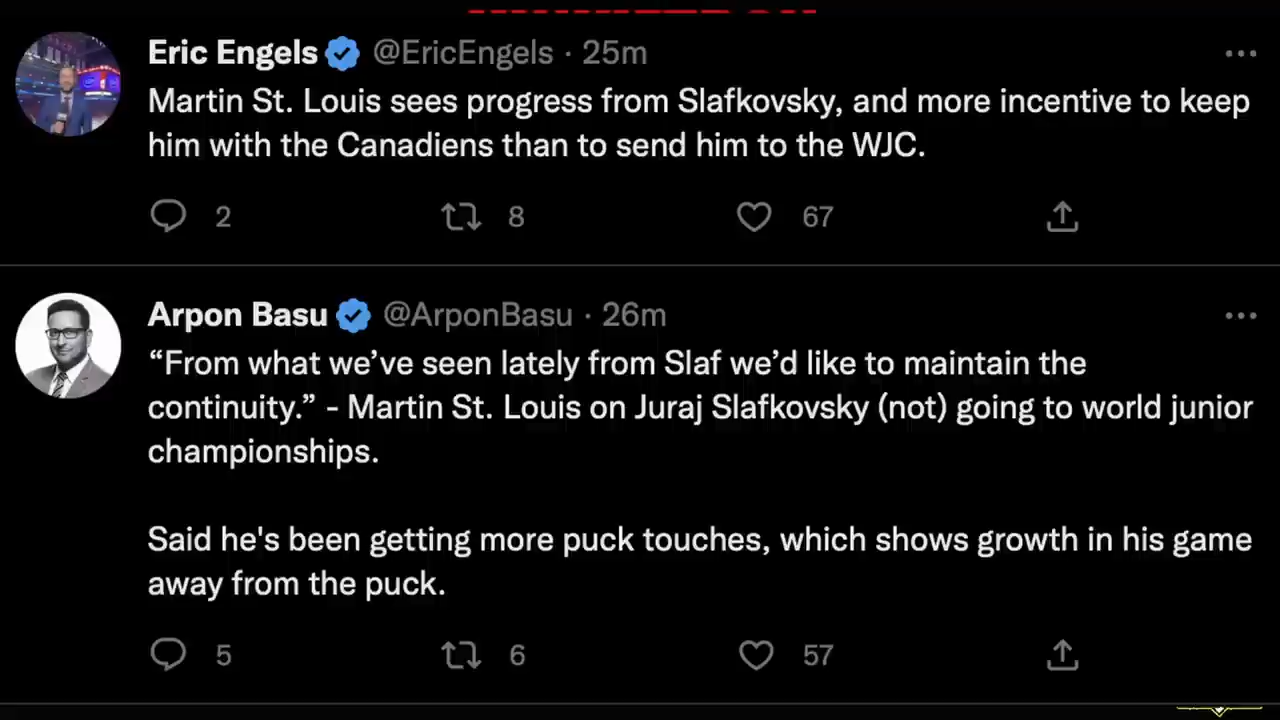 Eric Engels @EricEngels · 25m
Martin St. Louis sees progress from Slafkovsky, and more incentive to keep
him with the Canadiens than to send him to the WJC.
2 8 67
Arpon Basu @ArponBasu · 26m
“From what we’ve seen lately from Slaf we’d like to maintain the
continuity.” - Martin St. Louis on Juraj Slafkovsky (not) going to world junior
championships.
Said he's been getting more puck touches, which shows growth in his game
away from the puck.
5 6 57